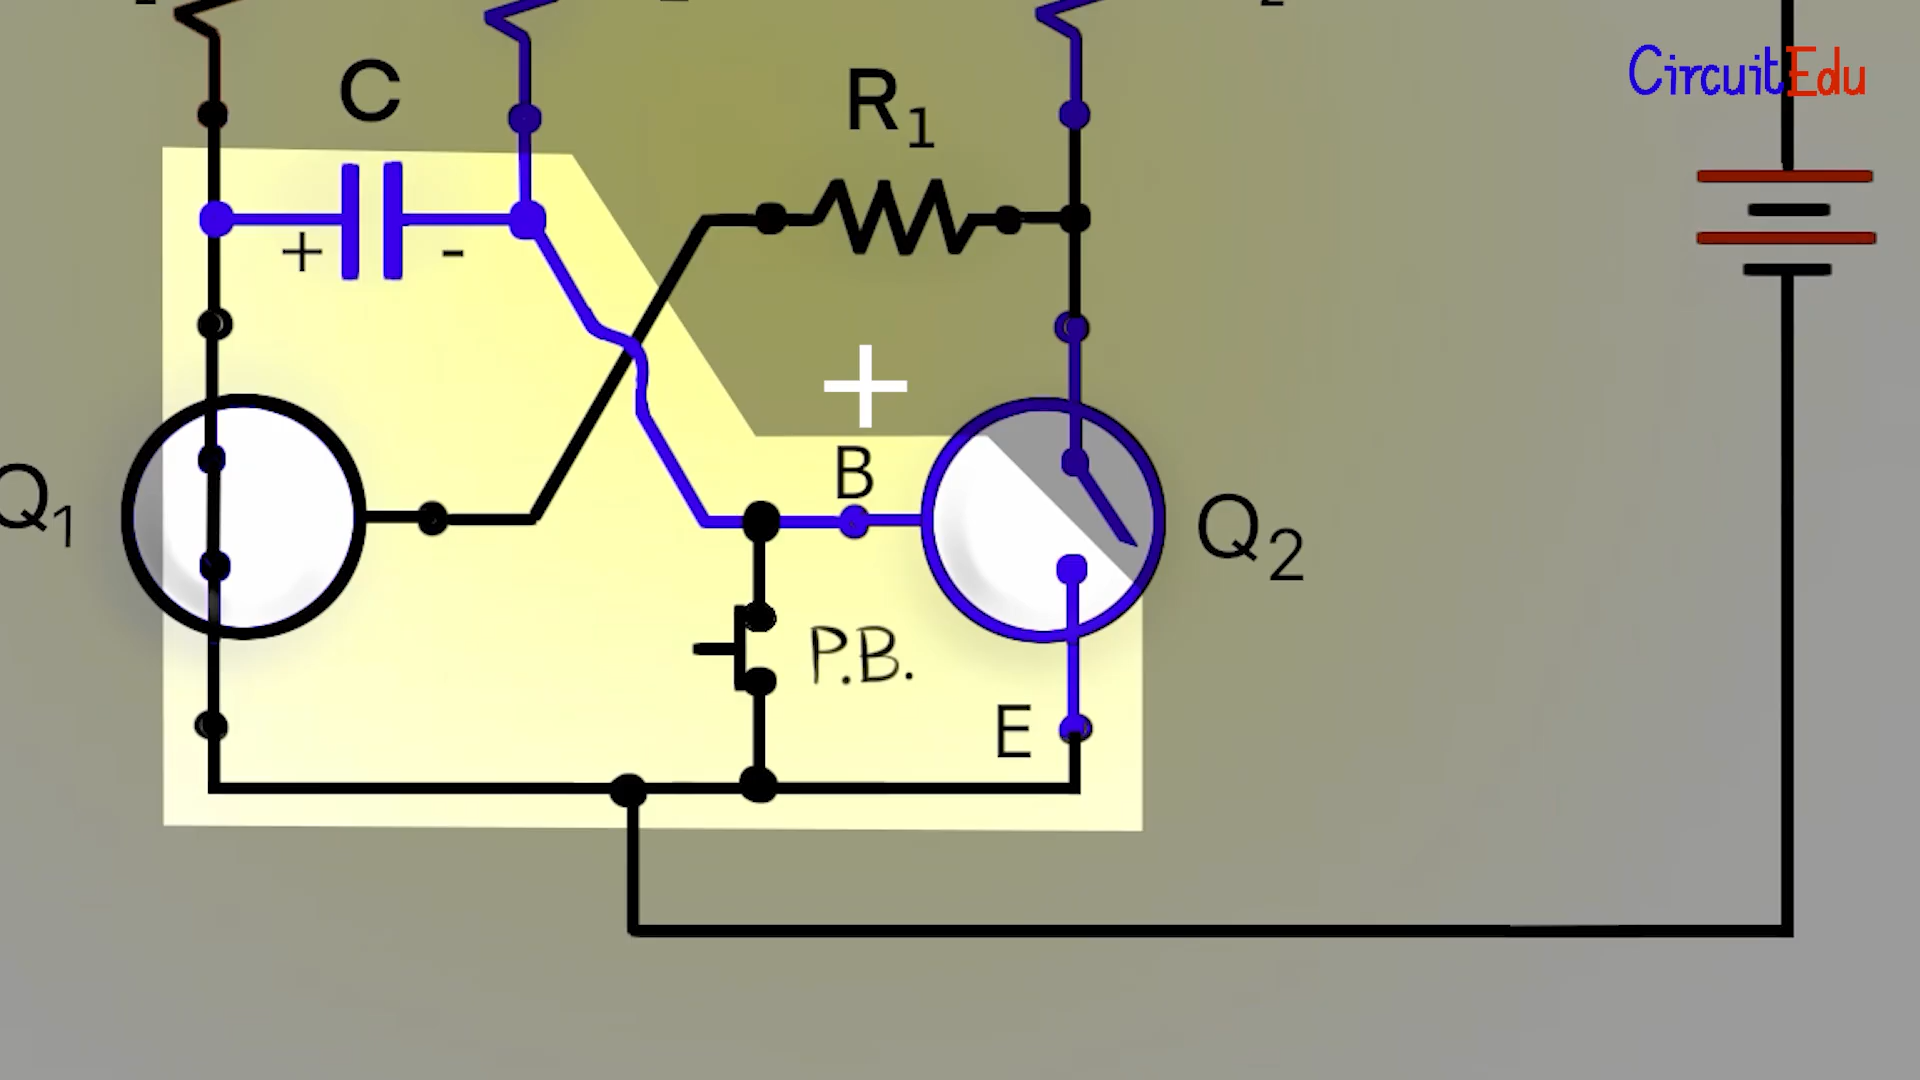 CircuitEdu
C
R1
+ -
+
B
Q1
Q2
P.B.
E